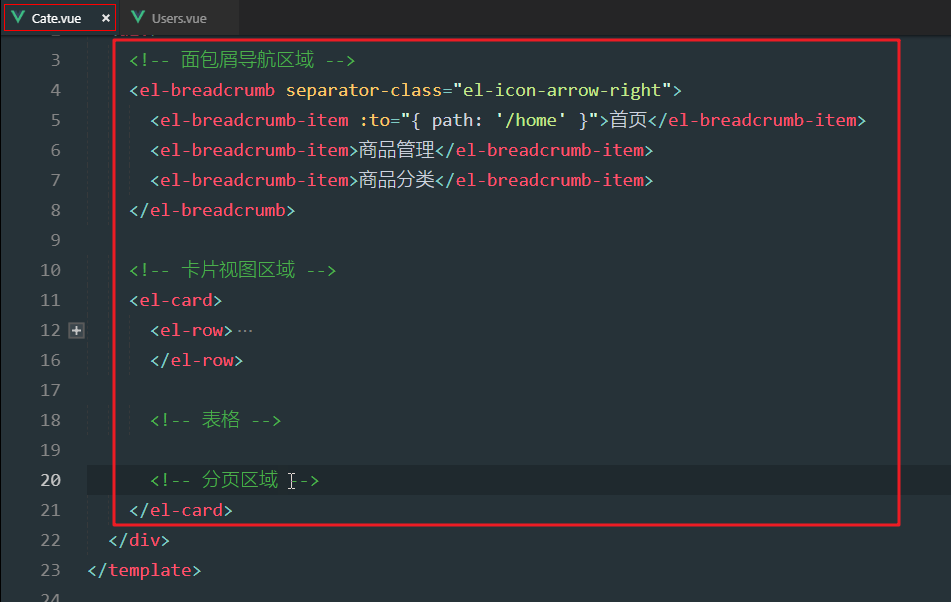 Cate.vue × Users.vue
3 <!-- 面包屑导航区域 -->
4 <el-breadcrumb separator-class="el-icon-arrow-right">
5 <el-breadcrumb-item :to="{ path: '/home' }">首页</el-breadcrumb-item>
6 <el-breadcrumb-item>商品管理</el-breadcrumb-item>
7 <el-breadcrumb-item>商品分类</el-breadcrumb-item>
8 </el-breadcrumb>
9
10 <!-- 卡片视图区域 -->
11 <el-card>
12 <el-row>···
16 </el-row>
17
18 <!-- 表格 -->
19
20 <!-- 分页区域 -->
21 </el-card>
22 </div>
23 </template>
24